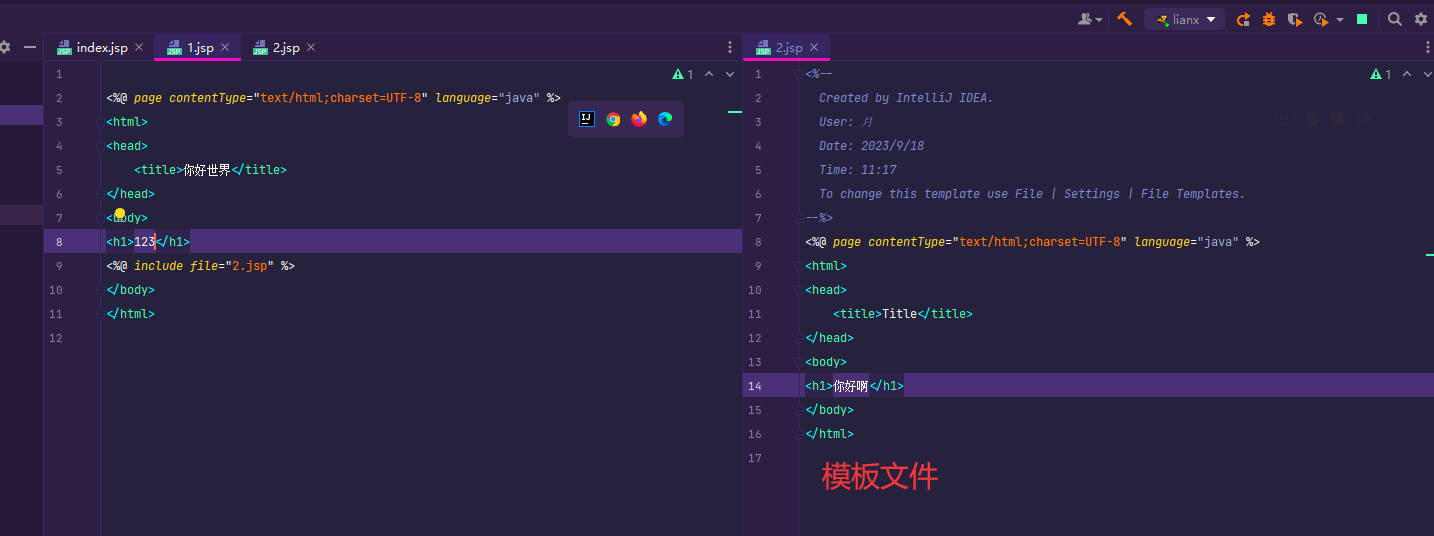 lianx
index.jsp
1.jsp
2.jsp
2.jsp
1
<%@ page contentType="text/html;charset=UTF-8" language="java" %>
<html>
<head>
    <title>你好世界</title>
</head>
<body>
<h1>123</h1>
<%@ include file="2.jsp" %>
</body>
</html>
1
2
3
4
5
6
7
8
9
10
11
12
1
<%--
  Created by IntelliJ IDEA.
  User: 月
  Date: 2023/9/18
  Time: 11:17
  To change this template use File | Settings | File Templates.
--%>
<%@ page contentType="text/html;charset=UTF-8" language="java" %>
<html>
<head>
    <title>Title</title>
</head>
<body>
<h1>你好啊</h1>
</body>
</html>
1
2
3
4
5
6
7
8
9
10
11
12
13
14
15
16
17
模板文件